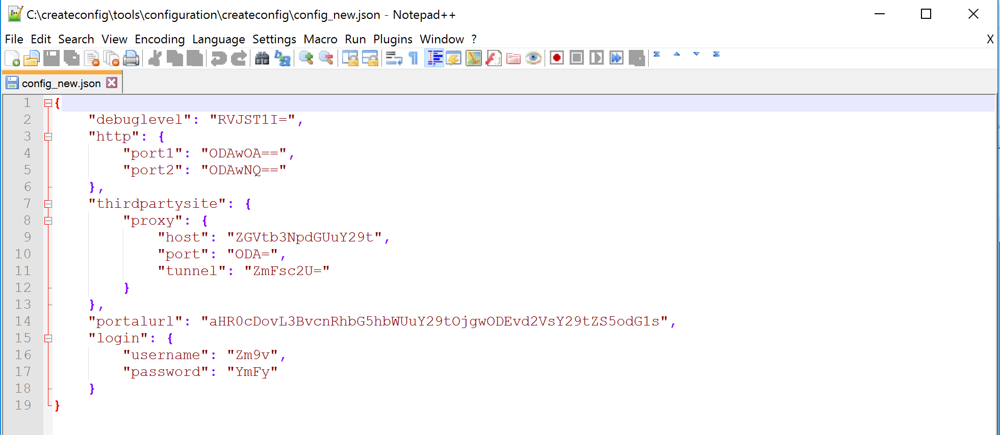 C:\createconfig\tools\configuration\createconfig\config_new.json - Notepad++
File Edit Search View Encoding Language Settings Macro Run Plugins Window ? X
config_new.json
1 {
2 "debuglevel": "RVJST1I=",
3 "http": {
4 "port1": "ODAwOA==",
5 "port2": "ODAwNQ=="
6 },
7 "thirdpartysite": {
8 "proxy": {
9 "host": "ZGVtb3NpdGUuY29t",
10 "port": "ODA=",
11 "tunnel": "ZmFsc2U="
12 }
13 },
14 "portalurl": "aHR0cDovL3BvcnRhbG5hbWUuY29tOjgwODEvd2VsY29tZS5odG1s",
15 "login": {
16 "username": "Zm9v",
17 "password": "YmFy"
18 }
19 }